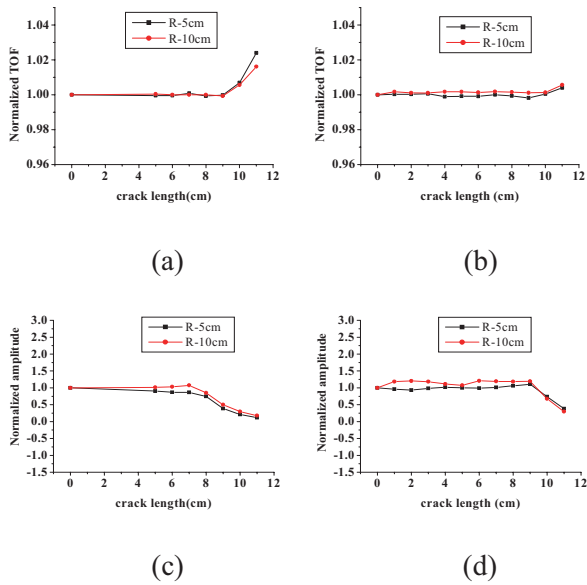 R-5cm
R-10cm
Normalized TOF
1.04
1.02
1.00
0.98
0.96
0 2 4 6 8 10 12
crack length(cm)
(a)
R-5cm
R-10cm
Normalized TOF
1.04
1.02
1.00
0.98
0.96
0 2 4 6 8 10 12
crack length (cm)
(b)
R-5cm
R-10cm
Normalized amplitude
3.0
2.5
2.0
1.5
1.0
0.5
0.0
-0.5
-1.0
-1.5
0 2 4 6 8 10 12
crack length(cm)
(c)
R-5cm
R-10cm
Normalized amplitude
3.0
2.5
2.0
1.5
1.0
0.5
0.0
-0.5
-1.0
-1.5
0 2 4 6 8 10 12
crack length (cm)
(d)